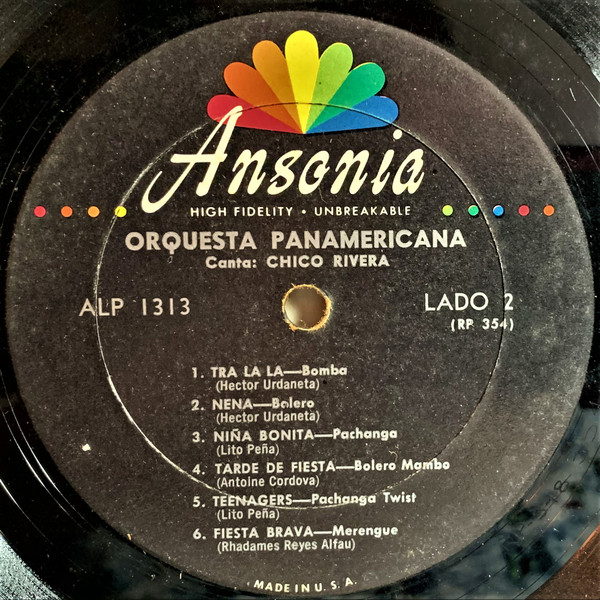 Ansonia
HIGH FIDELITY • UNBREAKABLE
ORQUESTA PANAMERICANA
Canta: CHICO RIVERA
ALP 1313
LADO 2
(RP 354)
1. TRA LA LA—Bomba
(Hector Urdaneta)
2. NENA—Bolero
(Hector Urdaneta)
3. NIÑA BONITA—Pachanga
(Lito Peña)
4. TARDE DE FIESTA—Bolero Mambo
(Antoine Cordova)
5. TEENAGERS—Pachanga Twist
(Lito Peña)
6. FIESTA BRAVA—Merengue
(Rhadames Reyes Alfau)
MADE IN U. S. A.